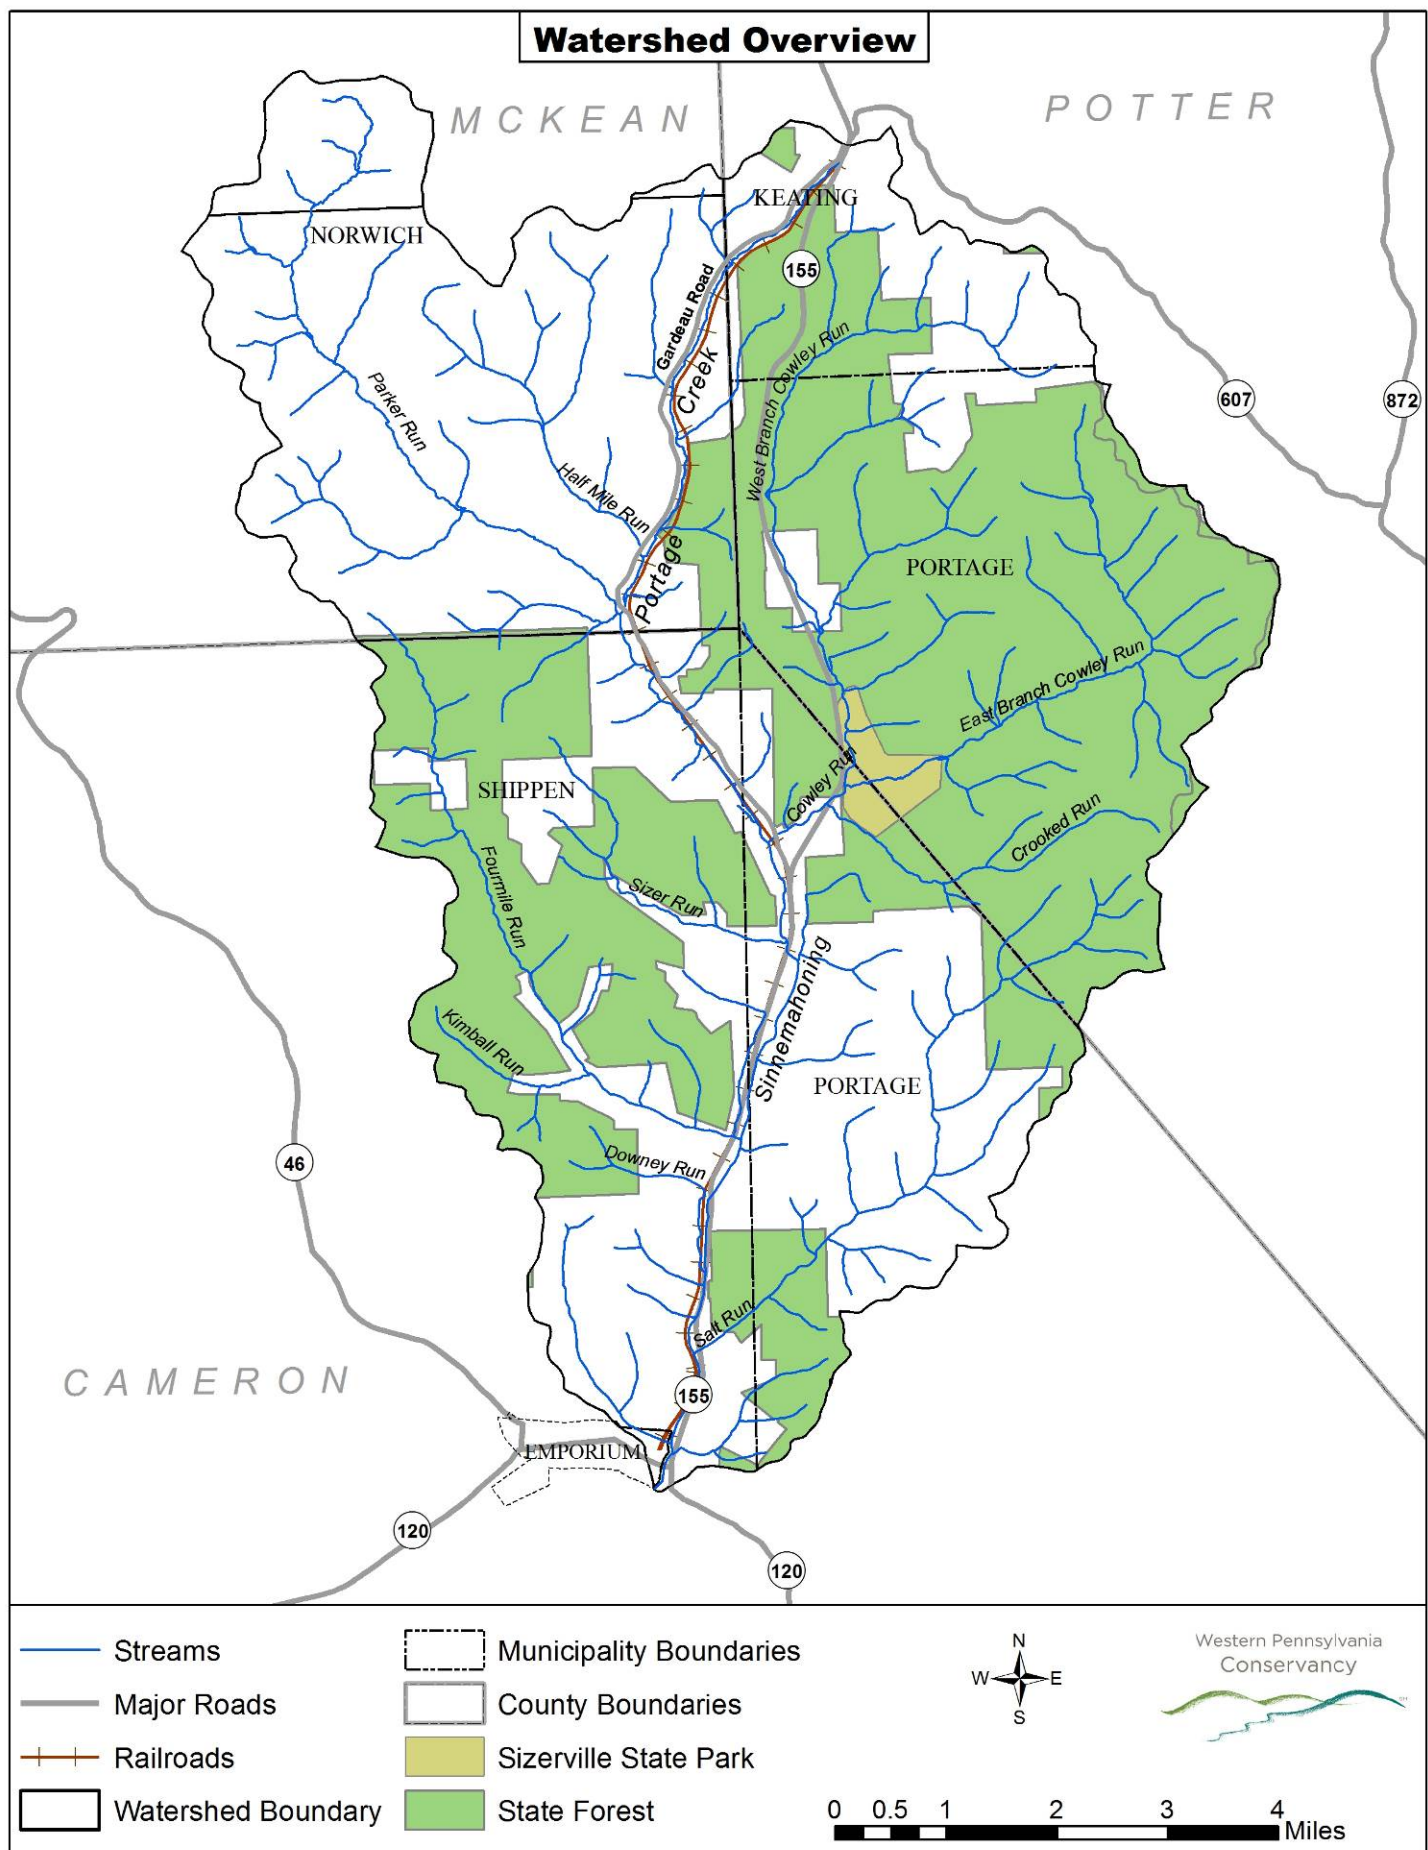 Watershed Overview
MCKEAN
POTTER
KEATING
NORWICH
155
Gardeau Road
Creek
West Branch Cowley Run
Parker Run
607
872
Half Mile Run
Portage
PORTAGE
East Branch Cowley Run
SHIPPEN
Cowley Run
Crooked Run
Fourmile Run
Sizer Run
Sinnemahoning
Kimball Run
PORTAGE
46
Downey Run
Salt Run
CAMERON
155
EMPORIUM
120
120
Streams
Major Roads
Railroads
Watershed Boundary
Municipality Boundaries
County Boundaries
Sizerville State Park
State Forest
N
W E
S
Western Pennsylvania
Conservancy
0 0.5 1 2 3 4
Miles